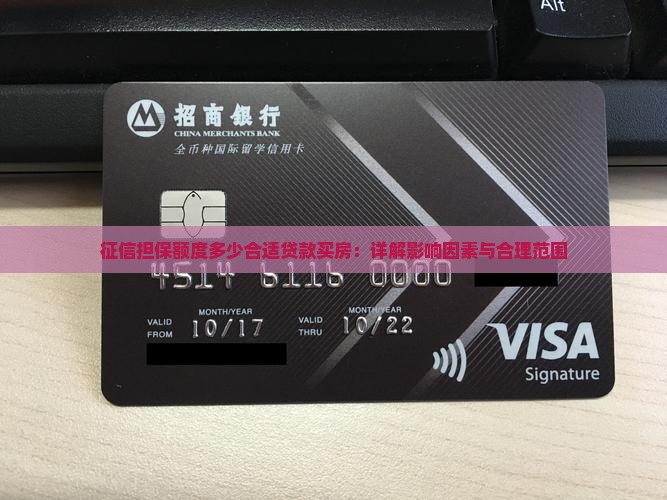 Alt
招商銀行
CHINA MERCHANTS BANK
全币种国际留学信用卡
征信担保额度多少合适贷款买房：详解影响因素与合理范围
4514 6116 0000
MONTH/YEAR MONTH/YEAR
VALID FROM 10/17 VALID THRU 10/22
VISA
Signature